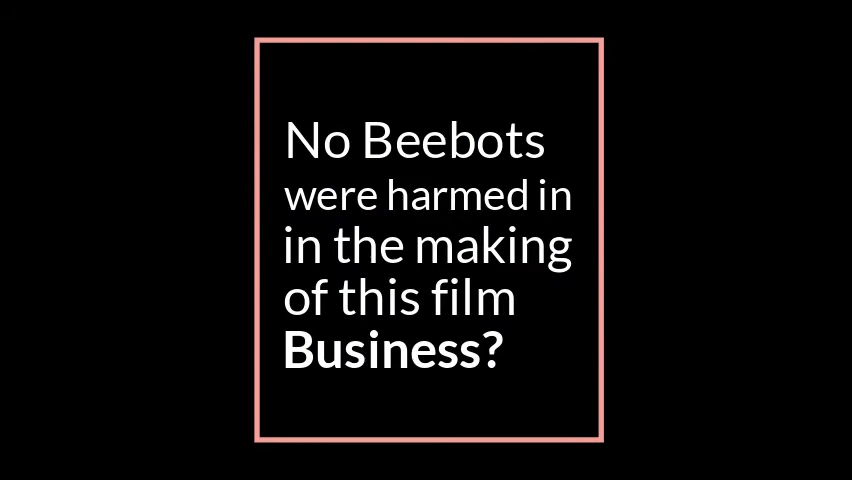 No Beebots
were harmed in
in the making
of this film
Business?